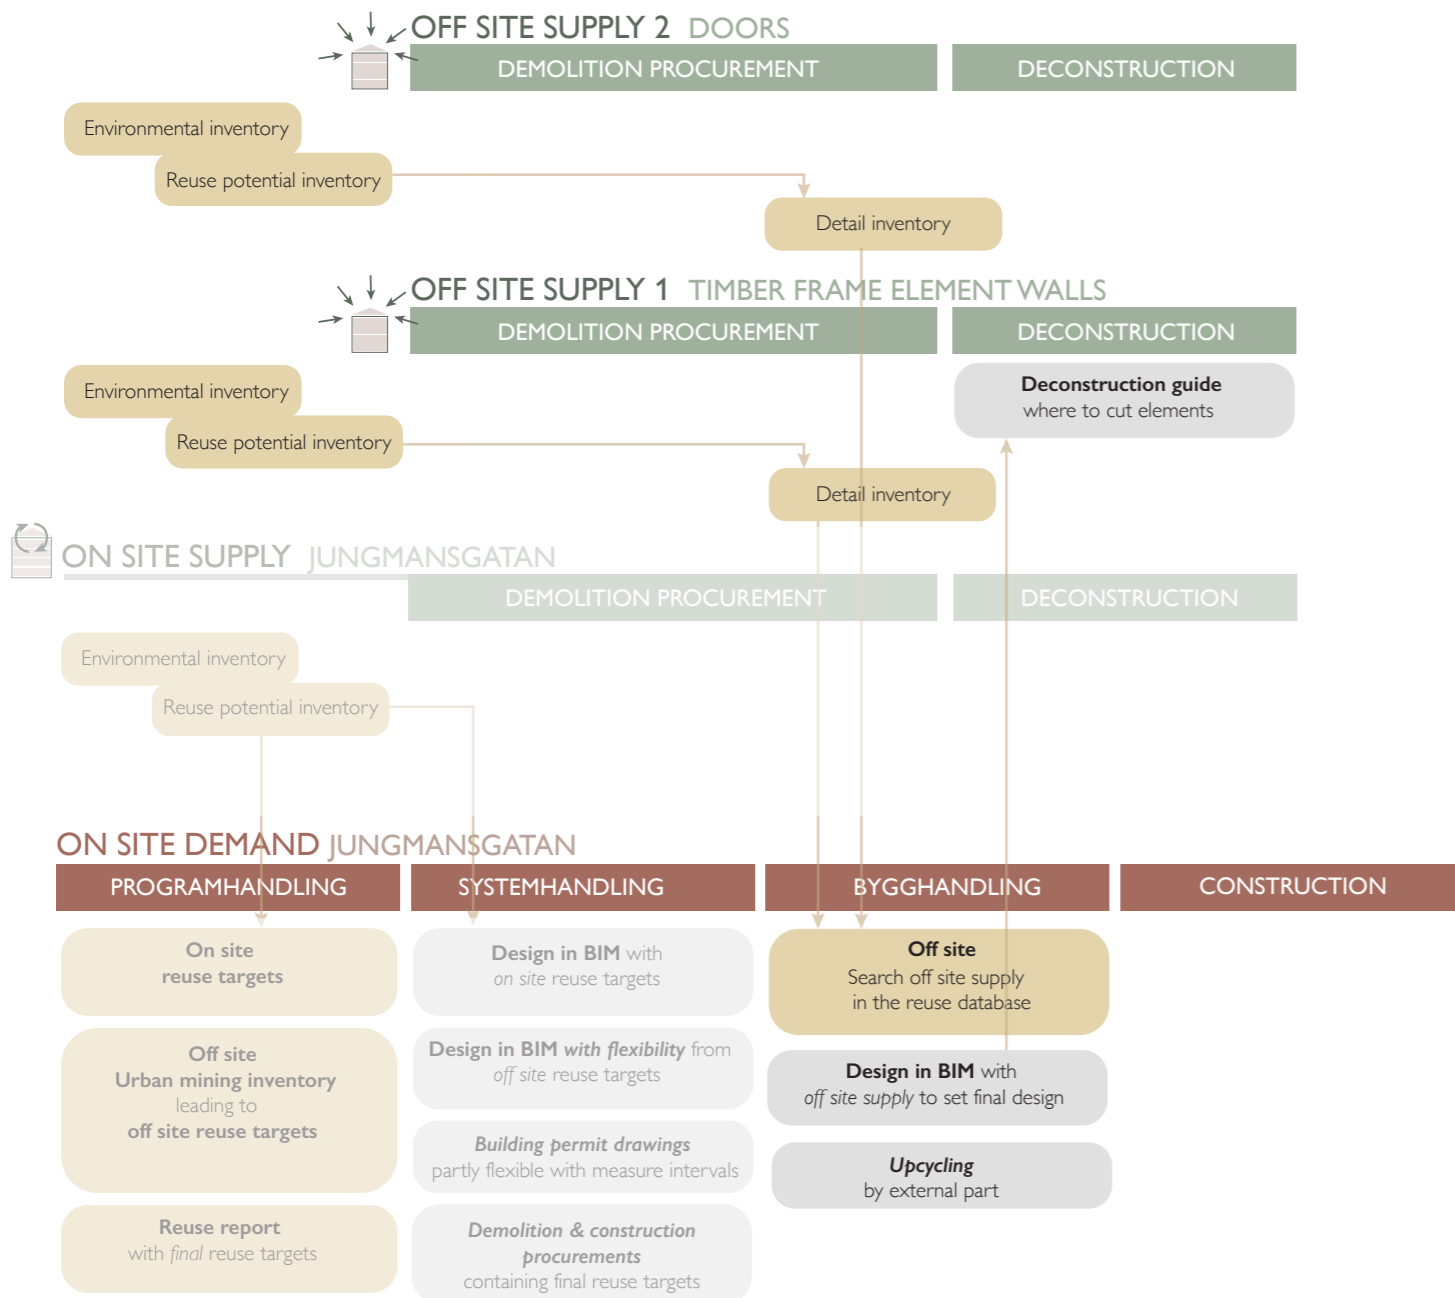 OFF SITE SUPPLY 2 DOORS
DEMOLITION PROCUREMENT
DECONSTRUCTION
Environmental inventory
Reuse potential inventory
Detail inventory
OFF SITE SUPPLY 1 TIMBER FRAME ELEMENT WALLS
DEMOLITION PROCUREMENT
DECONSTRUCTION
Environmental inventory
Deconstruction guide
where to cut elements
Reuse potential inventory
Detail inventory
ON SITE SUPPLY JUNGMANSGATAN
DEMOLITION PROCUREMENT
DECONSTRUCTION
Environmental inventory
Reuse potential inventory
ON SITE DEMAND JUNGMANSGATAN
PROGRAMHANDLING
SYSTEMHANDLING
BYGGHANDLING
CONSTRUCTION
On site
reuse targets
Off site
Urban mining inventory
leading to
off site reuse targets
Reuse report
with final reuse targets
Design in BIM with
on site reuse targets
Design in BIM with flexibility from
off site reuse targets
Building permit drawings
partly flexible with measure intervals
Demolition & construction
procurements
containing final reuse targets
Off site
Search off site supply
in the reuse database
Design in BIM with
off site supply to set final design
Upcycling
by external part